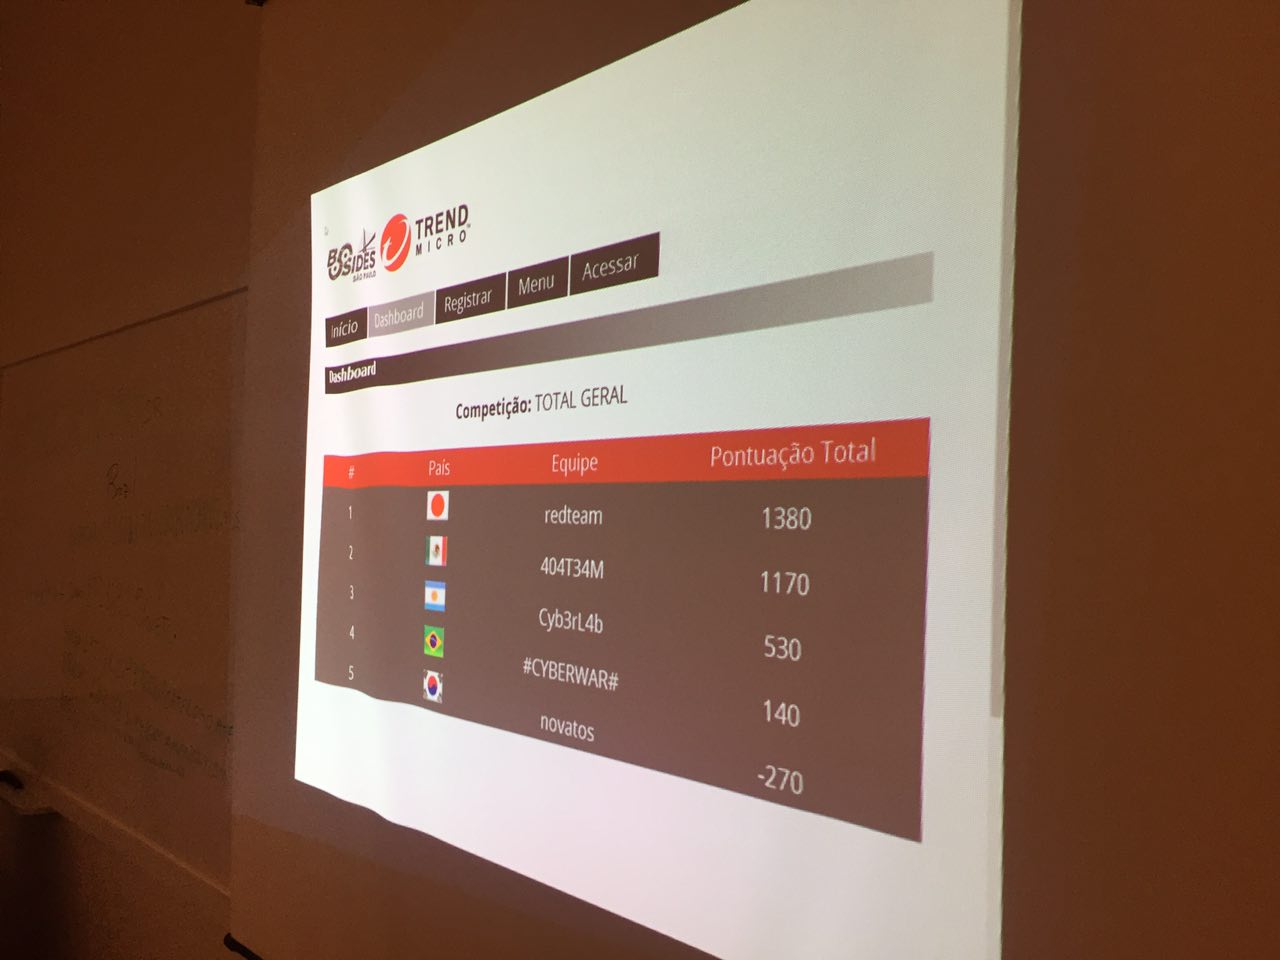 BSIDES
SÃO PAULO
TREND
MICRO
Início Dashboard Registrar Menu Acessar
Dashboard
Competição: TOTAL GERAL
# País Equipe Pontuação Total
1 redteam 1380
2 404T34M 1170
3 Cyb3rL4b 530
4 #CYBERWAR# 140
5 novatos -270